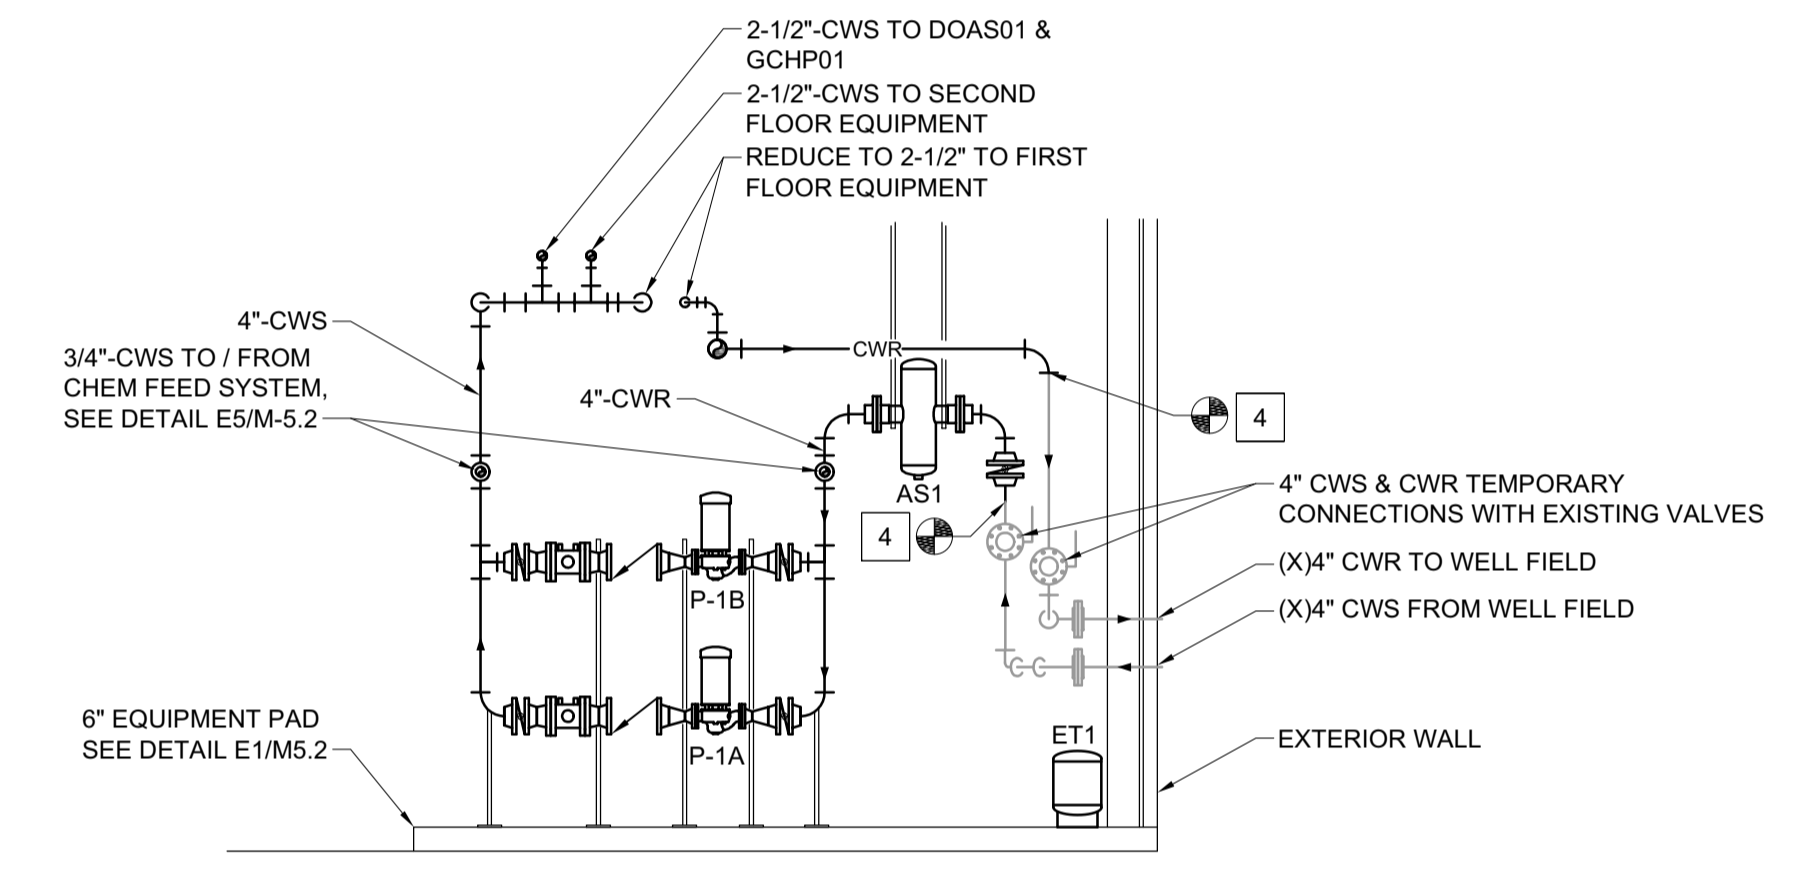 2-1/2"-CWS TO DOAS01 &
GCHP01
2-1/2"-CWS TO SECOND
FLOOR EQUIPMENT
REDUCE TO 2-1/2" TO FIRST
FLOOR EQUIPMENT
4"-CWS
3/4"-CWS TO / FROM
CHEM FEED SYSTEM,
SEE DETAIL E5/M-5.2
CWR
4"-CWR
4
AS1
4
4" CWS & CWR TEMPORARY
CONNECTIONS WITH EXISTING VALVES
(X)4" CWR TO WELL FIELD
(X)4" CWS FROM WELL FIELD
P-1B
6" EQUIPMENT PAD
SEE DETAIL E1/M5.2
P-1A
ET1
EXTERIOR WALL